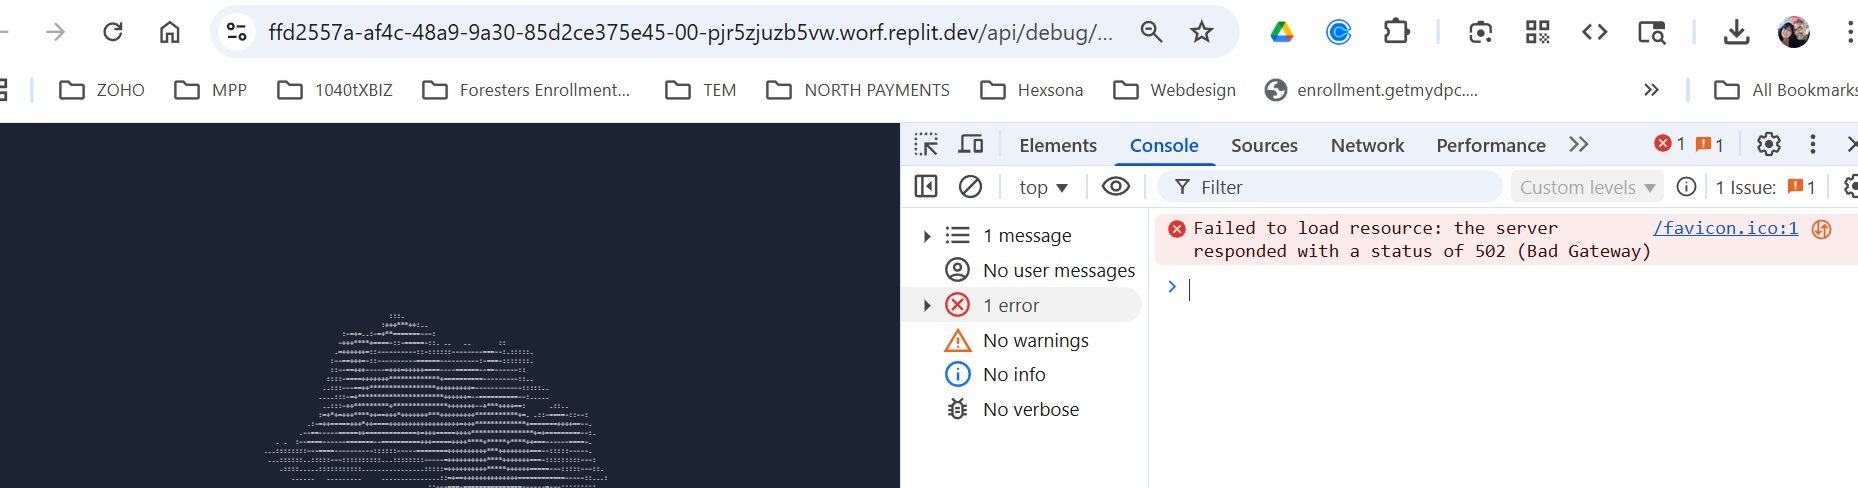 ffd2557a-af4c-48a9-9a30-85d2ce375e45-00-pjr5zjuzb5vw.worf.replit.dev/api/debug/...
ZOHO MPP 1040tXBIZ Foresters Enrollment... TEM NORTH PAYMENTS Hexsona Webdesign enrollment.getmydpc.... » All Bookmarks
Elements Console Sources Network Performance » 1 1
top ▼ Filter Custom levels ▼ 1 Issue: 1
1 message
No user messages
1 error
No warnings
No info
No verbose
Failed to load resource: the server /favicon.ico:1
responded with a status of 502 (Bad Gateway)
>